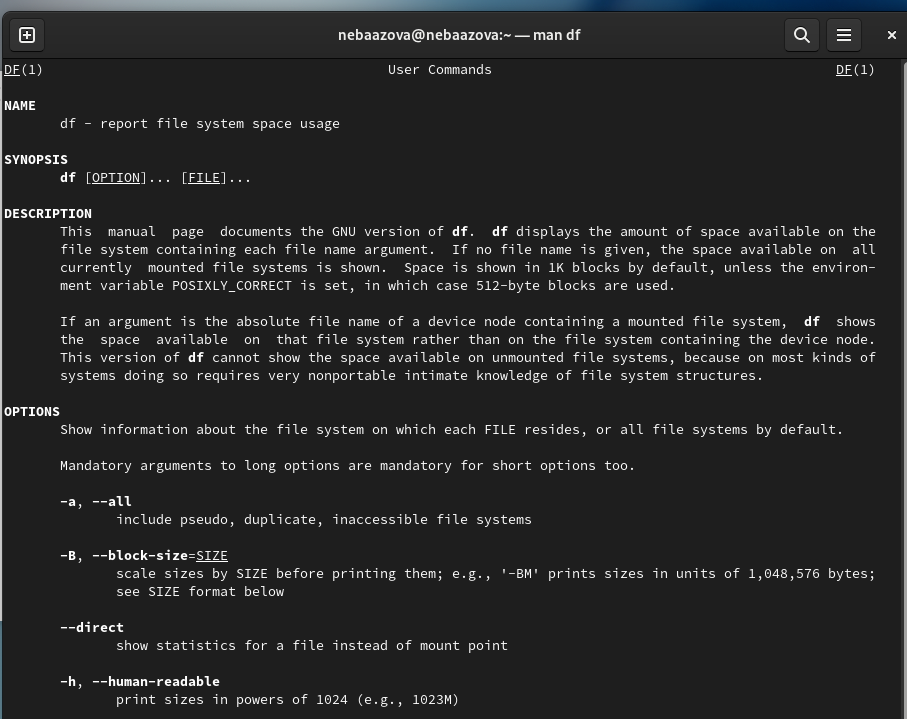 nebaazova@nebaazova:~ — man df
DF(1) User Commands DF(1)
NAME
df - report file system space usage
SYNOPSIS
df [OPTION]... [FILE]...
DESCRIPTION
This manual page documents the GNU version of df. df displays the amount of space available on the
file system containing each file name argument. If no file name is given, the space available on all
currently mounted file systems is shown. Space is shown in 1K blocks by default, unless the environ-
ment variable POSIXLY_CORRECT is set, in which case 512-byte blocks are used.
If an argument is the absolute file name of a device node containing a mounted file system, df shows
the space available on that file system rather than on the file system containing the device node.
This version of df cannot show the space available on unmounted file systems, because on most kinds of
systems doing so requires very nonportable intimate knowledge of file system structures.
OPTIONS
Show information about the file system on which each FILE resides, or all file systems by default.
Mandatory arguments to long options are mandatory for short options too.
-a, --all
include pseudo, duplicate, inaccessible file systems
-B, --block-size=SIZE
scale sizes by SIZE before printing them; e.g., '-BM' prints sizes in units of 1,048,576 bytes;
see SIZE format below
--direct
show statistics for a file instead of mount point
-h, --human-readable
print sizes in powers of 1024 (e.g., 1023M)